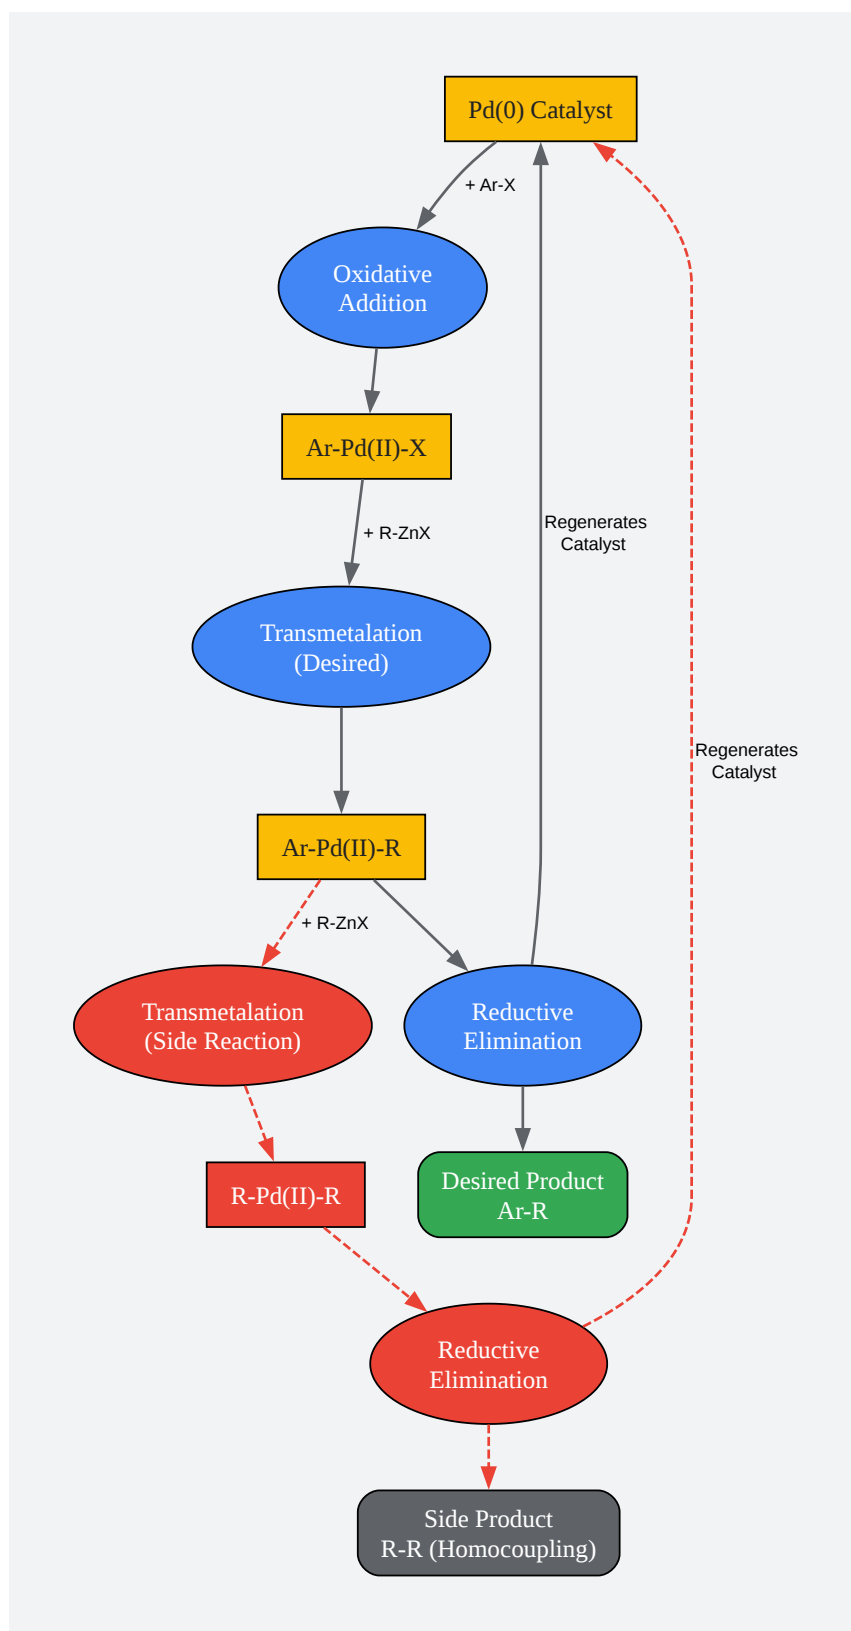 Pd(0) Catalyst
+ Ar-X
Oxidative
Addition
Ar-Pd(II)-X
+ R-ZnX
Regenerates
Catalyst
Transmetalation
(Desired)
Regenerates
Catalyst
Ar-Pd(II)-R
+ R-ZnX
Transmetalation
(Side Reaction)
Reductive
Elimination
R-Pd(II)-R
Desired Product
Ar-R
Reductive
Elimination
Side Product
R-R (Homocoupling)